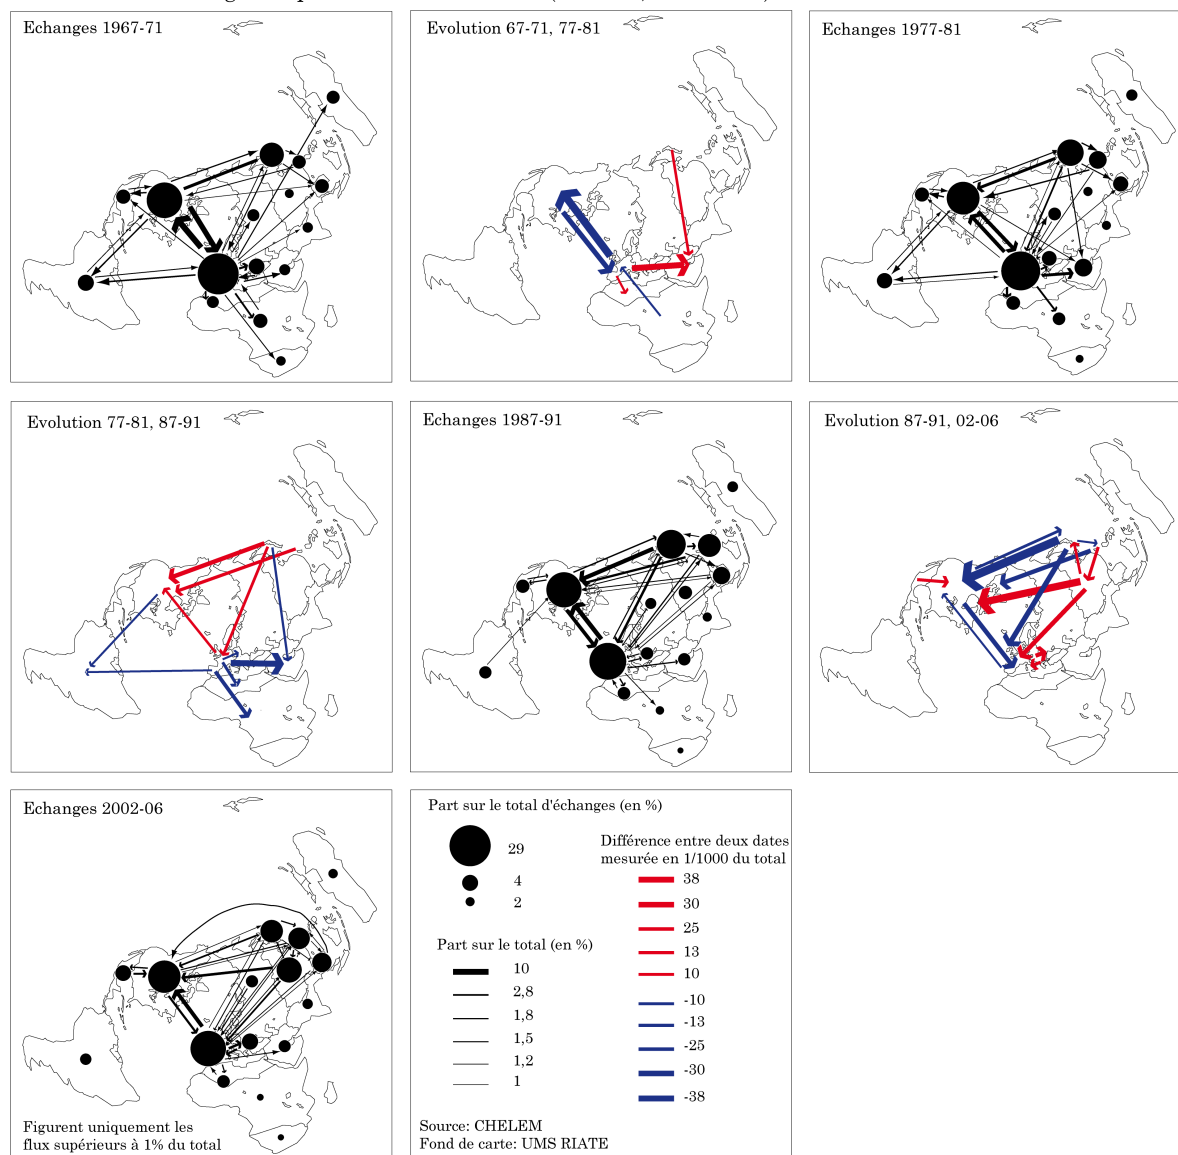 Echanges 1967-71
Evolution 67-71, 77-81
Echanges 1977-81
Evolution 77-81, 87-91
Echanges 1987-91
Evolution 87-91, 02-06
Echanges 2002-06
Figurent uniquement les
flux supérieurs à 1% du total
Part sur le total d'échanges (en %)
29
4
2
Part sur le total (en %)
10
2,8
1,8
1,5
1,2
1
Différence entre deux dates
mesurée en 1/1000 du total
38
30
25
13
10
-10
-13
-25
-30
-38
Source: CHELEM
Fond de carte: UMS RIATE